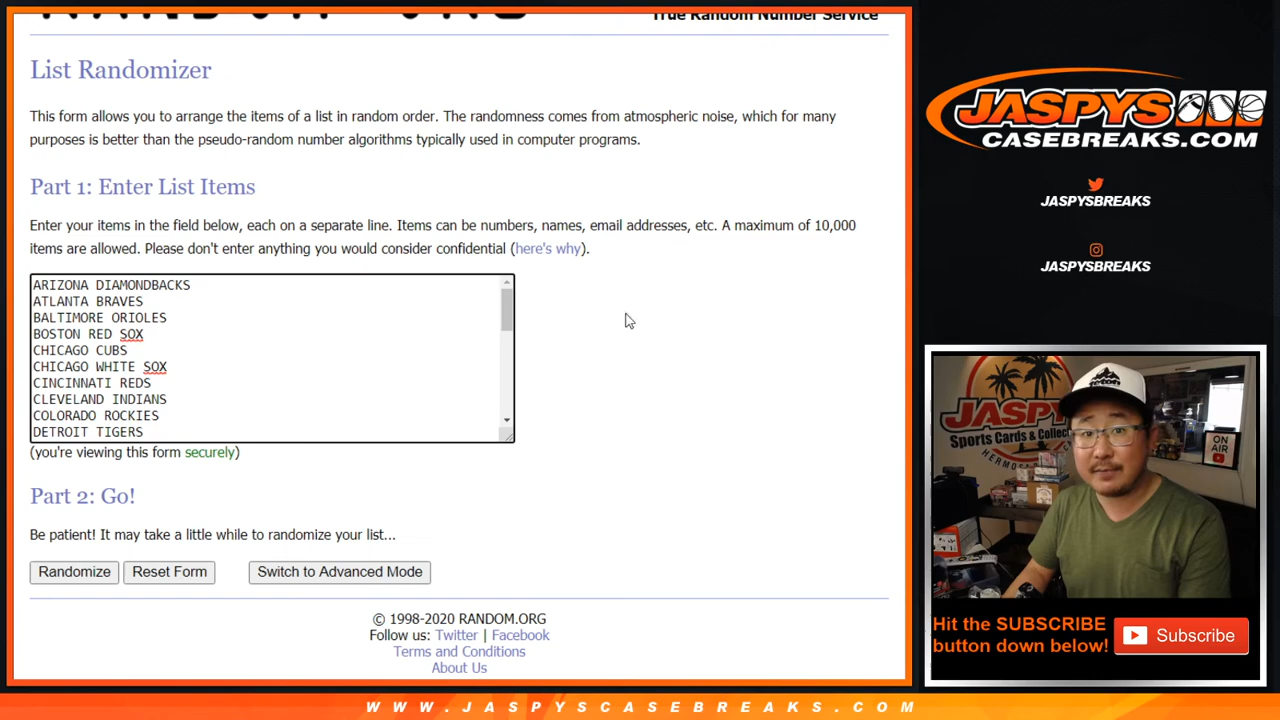 True Random Number Service
List Randomizer
This form allows you to arrange the items of a list in random order. The randomness comes from atmospheric noise, which for many
purposes is better than the pseudo-random number algorithms typically used in computer programs.
Part 1: Enter List Items
Enter your items in the field below, each on a separate line. Items can be numbers, names, email addresses, etc. A maximum of 10,000
items are allowed. Please don't enter anything you would consider confidential (here's why).
ARIZONA DIAMONDBACKS
ATLANTA BRAVES
BALTIMORE ORIOLES
BOSTON RED SOX
CHICAGO CUBS
CHICAGO WHITE SOX
CINCINNATI REDS
CLEVELAND INDIANS
COLORADO ROCKIES
DETROIT TIGERS
(you're viewing this form securely)
Part 2: Go!
Be patient! It may take a little while to randomize your list...
Randomize Reset Form Switch to Advanced Mode
© 1998-2020 RANDOM.ORG
Follow us: Twitter | Facebook
Terms and Conditions
About Us
JASPYS
CASEBREAKS.COM
JASPYSBREAKS
JASPYSBREAKS
JASPY
Sports Cards & Collect
HERMOSA
ON
AIR
Hit the SUBSCRIBE
button down below!
Subscribe
WWW.JASPYSCASEBREAKS.COM